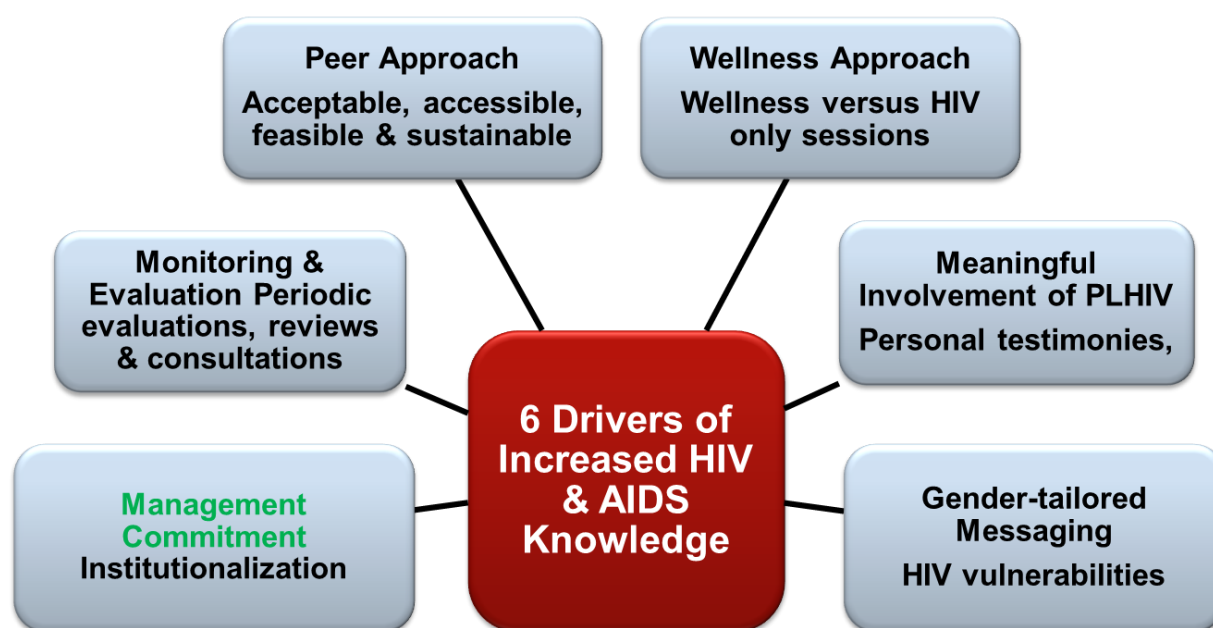 Peer Approach
Acceptable, accessible,
feasible & sustainable
Wellness Approach
Wellness versus HIV
only sessions
Monitoring &
Evaluation Periodic
evaluations, reviews
& consultations
Meaningful
Involvement of PLHIV
Personal testimonies,
6 Drivers of
Increased HIV
& AIDS
Knowledge
Management
Commitment
Institutionalization
Gender-tailored
Messaging
HIV vulnerabilities